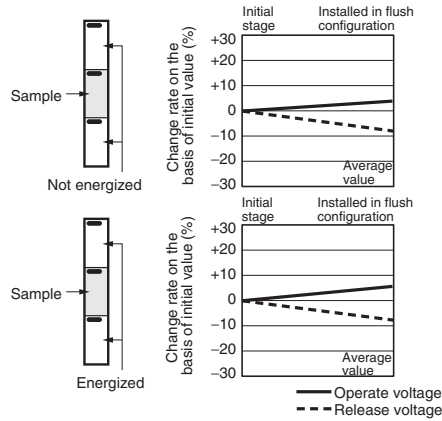 Sample
Not energized
Change rate on the
basis of initial value (%)
Initial
stage
Installed in flush
configuration
+30
+20
+10
0
−10
−20
−30
Average
value
Sample
Energized
Change rate on the
basis of initial value (%)
Initial
stage
Installed in flush
configuration
+30
+20
+10
0
−10
−20
−30
Average
value
Operate voltage
Release voltage